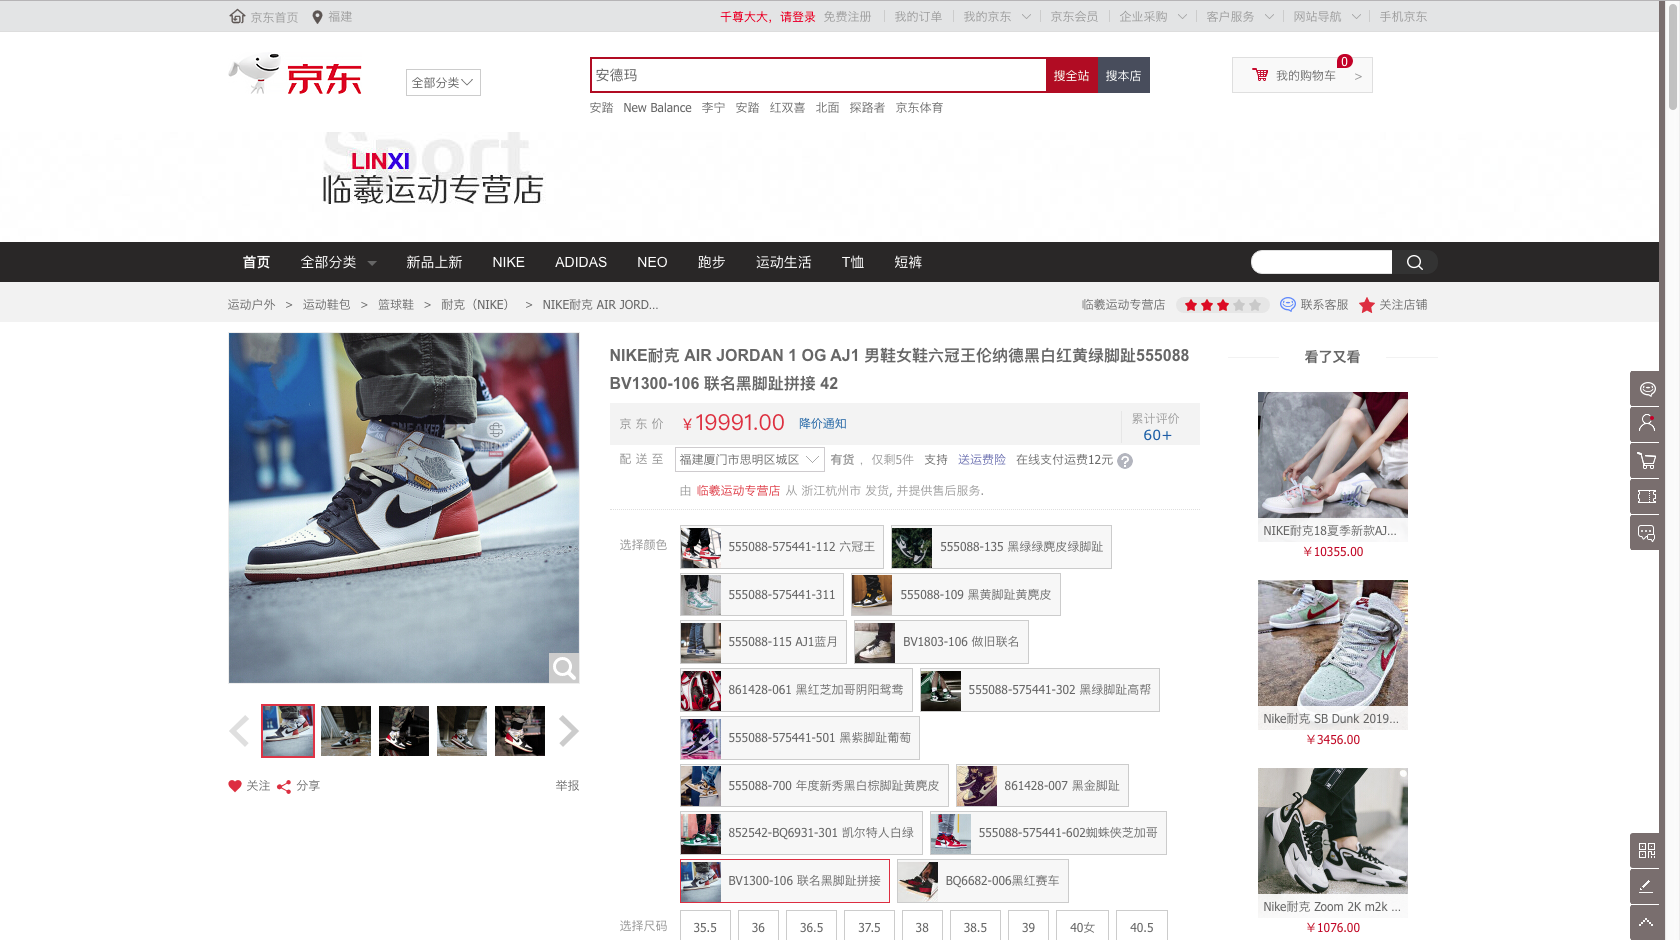 京东首页 福建 千尊大大，请登录 免费注册 我的订单 我的京东 京东会员 企业采购 客户服务 网站导航 手机京东
京东 全部分类 安德玛 搜全站 搜本店 0 我的购物车 >
安踏 New Balance 李宁 安踏 红双喜 北面 探路者 京东体育
Sport
LINXI
临羲运动专营店
首页 全部分类 新品上新 NIKE ADIDAS NEO 跑步 运动生活 T恤 短裤
运动户外 > 运动鞋包 > 篮球鞋 > 耐克（NIKE） > NIKE耐克 AIR JORD... 临羲运动专营店 联系客服 关注店铺
NIKE耐克 AIR JORDAN 1 OG AJ1 男鞋女鞋六冠王伦纳德黑白红黄绿脚趾555088
BV1300-106 联名黑脚趾拼接 42
京东价 ￥19991.00 降价通知 累计评价
60+
配送至 福建厦门市思明区城区 有货 ，仅剩5件 支持 送运费险 在线支付运费12元 ?
由 临羲运动专营店 从 浙江杭州市 发货, 并提供售后服务.
选择颜色 555088-575441-112 六冠王 555088-135 黑绿绿麂皮绿脚趾
555088-575441-311 555088-109 黑黄脚趾黄麂皮
555088-115 AJ1蓝月 BV1803-106 做旧联名
861428-061 黑红芝加哥阴阳鸳鸯 555088-575441-302 黑绿脚趾高帮
555088-575441-501 黑紫脚趾葡萄
555088-700 年度新秀黑白棕脚趾黄麂皮 861428-007 黑金脚趾
852542-BQ6931-301 凯尔特人白绿 555088-575441-602蜘蛛侠芝加哥
BV1300-106 联名黑脚趾拼接 BQ6682-006黑红赛车
选择尺码 35.5 36 36.5 37.5 38 38.5 39 40女 40.5
关注 分享 举报
看了又看
NIKE耐克18夏季新款AJ...
￥10355.00
Nike耐克 SB Dunk 2019...
￥3456.00
Nike耐克 Zoom 2K m2k ...
￥1076.00